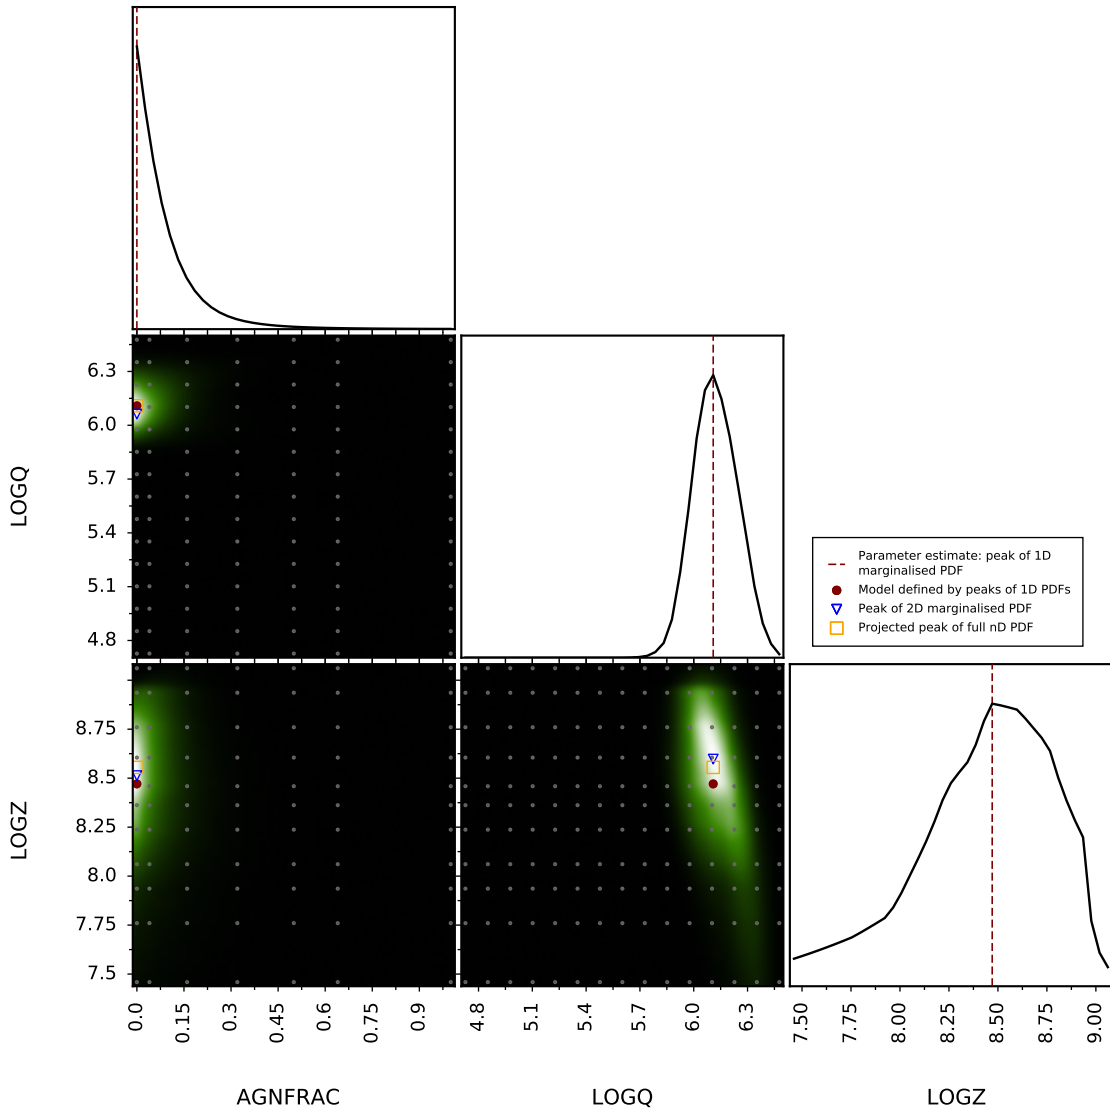 6.3
6.0
5.7
5.4
5.1
4.8
LOGQ
Parameter estimate: peak of 1D
marginalised PDF
Model defined by peaks of 1D PDFs
Peak of 2D marginalised PDF
Projected peak of full nD PDF
8.75
8.5
8.25
8.0
7.75
7.5
LOGZ
0.0 0.15 0.3 0.45 0.6 0.75 0.9
4.8 5.1 5.4 5.7 6.0 6.3
7.50 7.75 8.00 8.25 8.50 8.75 9.00
AGNFRAC LOGQ LOGZ